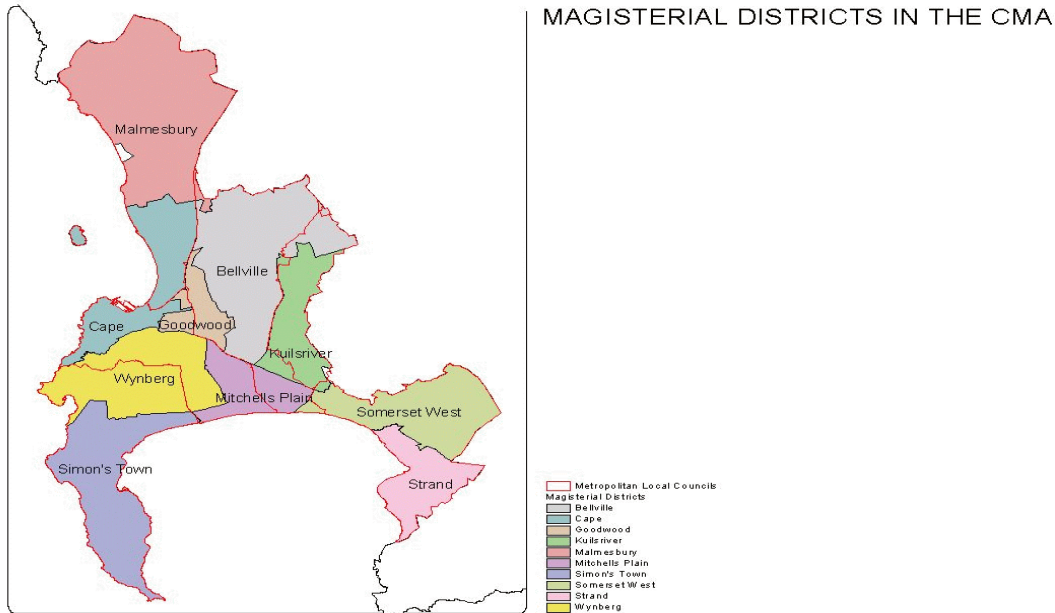 MAGISTERIAL DISTRICTS IN THE CMA
Malmesbury
Bellville
Cape
Goodwood
Kuilsriver
Wynberg
Mitchells Plain
Somerset West
Simon's Town
Strand
Metropolitan Local Councils
Magisterial Districts
Bellville
Cape
Goodwood
Kuilsriver
Malmesbury
Mitchells Plain
Simon's Town
Somerset West
Strand
Wynberg